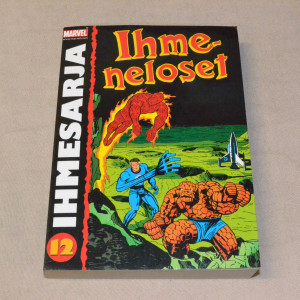 MARVEL
IHMESARJA
12
Ihme-
neloset